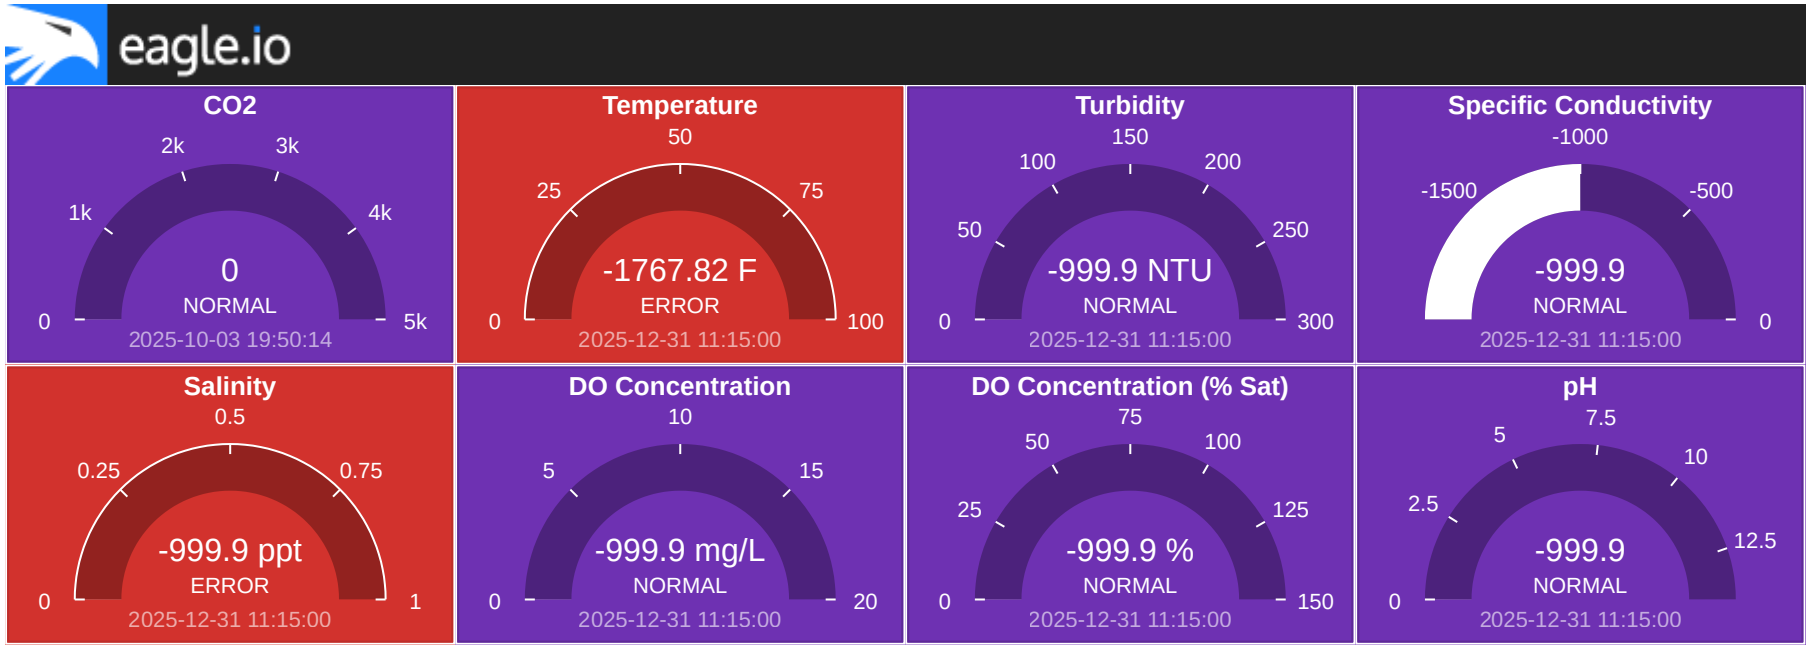 eagle.io
CO2
2k
3k
1k
4k
0
NORMAL
0
5k
2025-10-03 19:50:14
Temperature
50
25
75
-1767.82 F
ERROR
0
100
2025-12-31 11:15:00
Turbidity
150
100
200
50
250
-999.9 NTU
NORMAL
0
300
2025-12-31 11:15:00
Specific Conductivity
-1000
-1500
-500
-999.9
NORMAL
0
2025-12-31 11:15:00
Salinity
0.5
0.25
0.75
-999.9 ppt
ERROR
0
1
2025-12-31 11:15:00
DO Concentration
10
5
15
-999.9 mg/L
NORMAL
0
20
2025-12-31 11:15:00
DO Concentration (% Sat)
75
50
100
25
125
-999.9 %
NORMAL
0
150
2025-12-31 11:15:00
pH
7.5
5
10
2.5
12.5
-999.9
NORMAL
0
2025-12-31 11:15:00